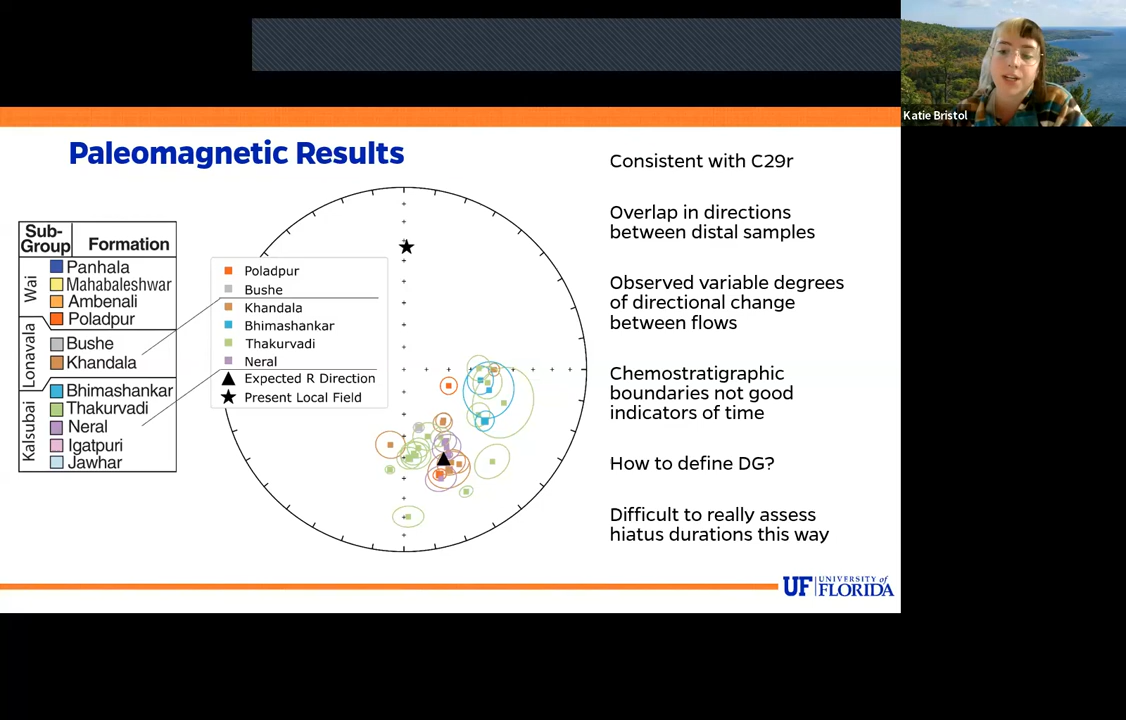 Katie Bristol
Paleomagnetic Results
Sub-
Group
Formation
Wai
Panhala
Mahabaleshwar
Ambenali
Poladpur
Lonavala
Bushe
Khandala
Kalsubai
Bhimashankar
Thakurvadi
Neral
Igatpuri
Jawhar
Poladpur
Bushe
Khandala
Bhimashankar
Thakurvadi
Neral
Expected R Direction
Present Local Field
Consistent with C29r
Overlap in directions
between distal samples
Observed variable degrees
of directional change
between flows
Chemostratigraphic
boundaries not good
indicators of time
How to define DG?
Difficult to really assess
hiatus durations this way
UF UNIVERSITY of
FLORIDA